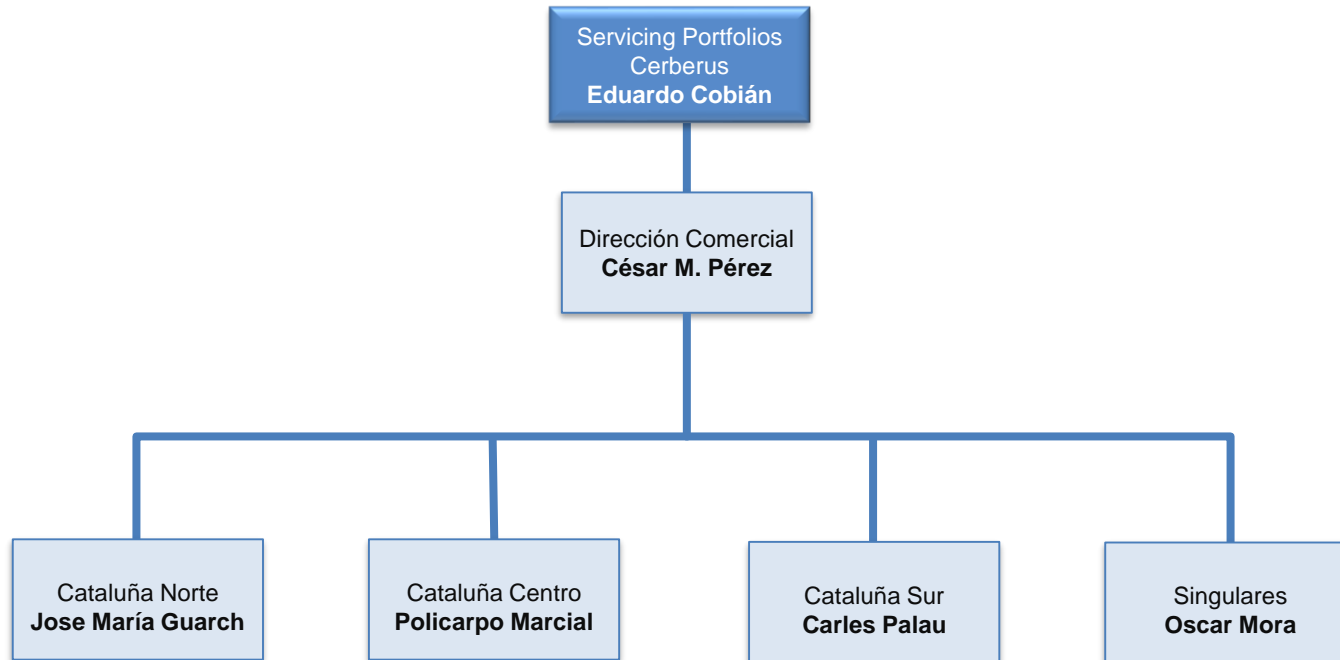 Servicing Portfolios
Cerberus
Eduardo Cobián
Dirección Comercial
César M. Pérez
Cataluña Norte
Jose María Guarch
Cataluña Centro
Policarpo Marcial
Cataluña Sur
Carles Palau
Singulares
Oscar Mora